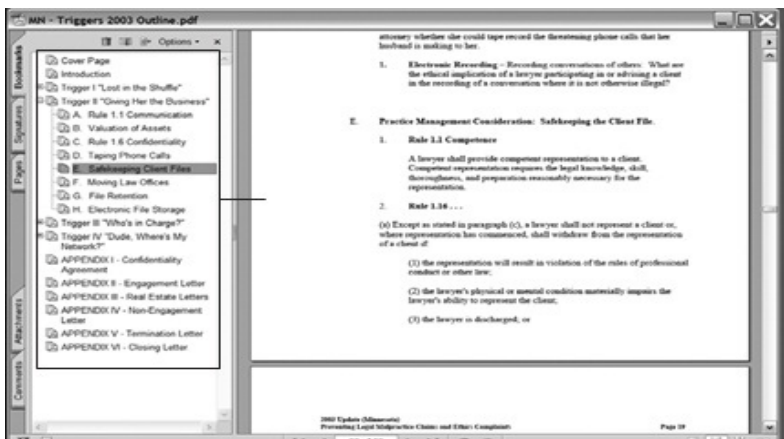 MN - Triggers 2003 Outline.pdf
Options
Bookmarks
Signatures
Pages
Attachments
Comments
Cover Page
Introduction
Trigger I "Lost in the Shuffle"
Trigger II "Giving Her the Business"
A. Rule 1.1 Communication
B. Valuation of Assets
C. Rule 1.6 Confidentiality
D. Taping Phone Calls
E. Safekeeping Client Files
F. Moving Law Offices
G. File Retention
H. Electronic File Storage
Trigger III "Who's in Charge?"
Trigger IV "Dude, Where's My
Network?"
APPENDIX I - Confidentiality
Agreement
APPENDIX II - Engagement Letter
APPENDIX III - Real Estate Letters
APPENDIX IV - Non-Engagement
Letter
APPENDIX V - Termination Letter
APPENDIX VI - Closing Letter
attorney whether she could tape record the threatening phone calls that her
husband is making to her.
1. Electronic Recording – Recording conversations of others: What are
the ethical implication of a lawyer participating in or advising a client
in the recording of a conversation where it is not otherwise illegal?
E. Practice Management Consideration: Safekeeping the Client File.
1. Rule 1.1 Competence
A lawyer shall provide competent representation to a client.
Competent representation requires the legal knowledge, skill,
thoroughness, and preparation reasonably necessary for the
representation.
2. Rule 1.16 . . .
(a) Except as stated in paragraph (c), a lawyer shall not represent a client or,
where representation has commenced, shall withdraw from the representation
of a client if:
(1) the representation will result in violation of the rules of professional
conduct or other law;
(2) the lawyer's physical or mental condition materially impairs the
lawyer's ability to represent the client;
(3) the lawyer is discharged; or
2003 Update (Minnesota)
Preventing Legal Malpractice Claims and Ethics Complaints